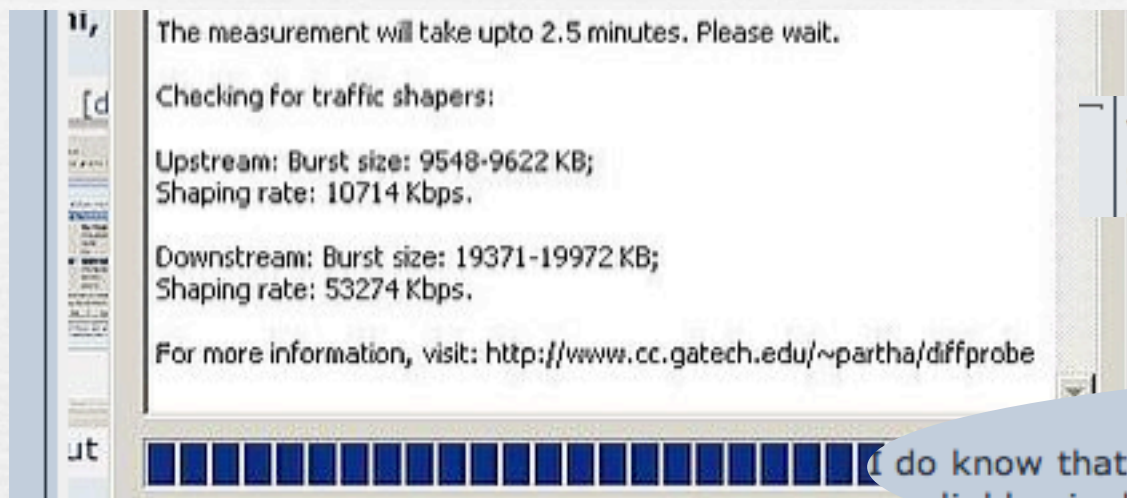 The measurement will take upto 2.5 minutes. Please wait.
Checking for traffic shapers:
Upstream: Burst size: 9548-9622 KB;
Shaping rate: 10714 Kbps.
Downstream: Burst size: 19371-19972 KB;
Shaping rate: 53274 Kbps.
For more information, visit: http://www.cc.gatech.edu/~partha/diffprobe
I do know that